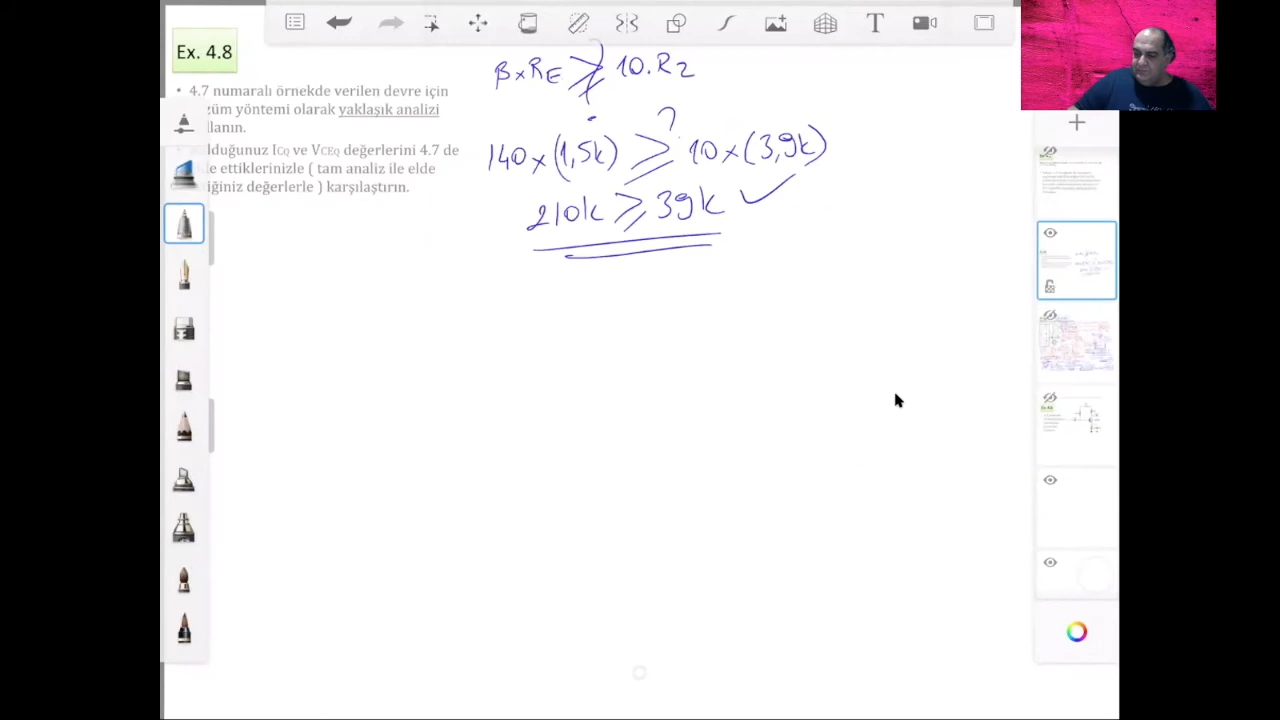 Ex. 4.8
• 4.7 numaralı örnekde verilen devre için
züm yöntemi olarak yaklaşık analizi
llanın.
lduğunuz ICQ ve VCEQ değerlerini 4.7 de
de ettiklerinizle ( tam analiz ile elde
iğiniz değerlerle ) karşılaştırın.
β x RE ≥ 10.R2
?
140 x (1,5k) ≥ 10 x (3,9k)
210k ≥ 39k ✓
T